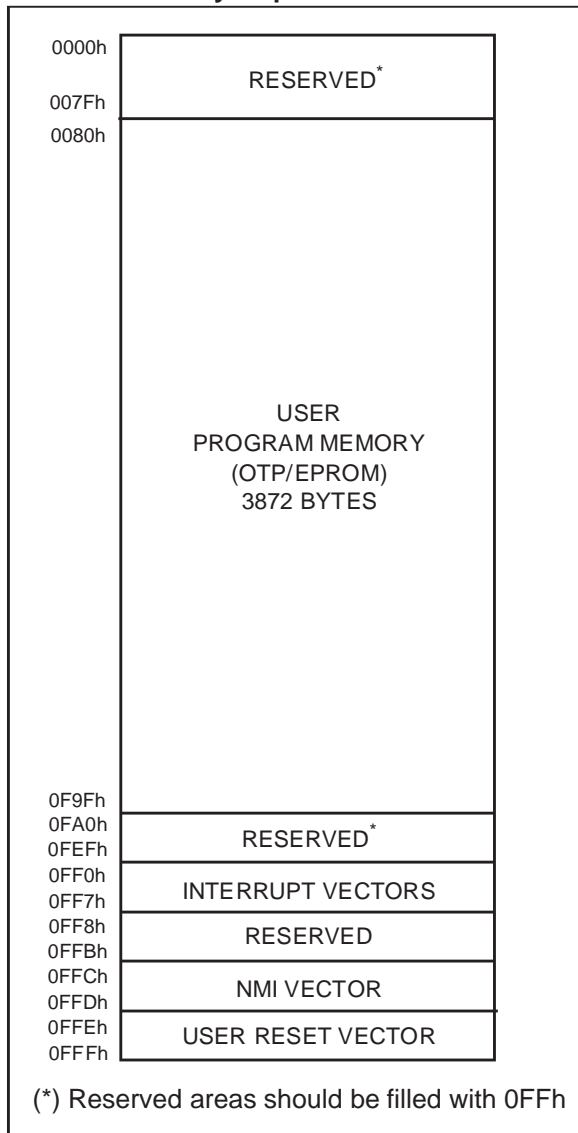 0000h
RESERVED*
007Fh
0080h
USER
PROGRAM MEMORY
(OTP/EPROM)
3872 BYTES
0F9Fh
0FA0h
RESERVED*
0FEFh
0FF0h
INTERRUPT VECTORS
0FF7h
0FF8h
RESERVED
0FFBh
0FFCh
NMI VECTOR
0FFDh
0FFEh
USER RESET VECTOR
0FFFh
(*) Reserved areas should be filled with 0FFh